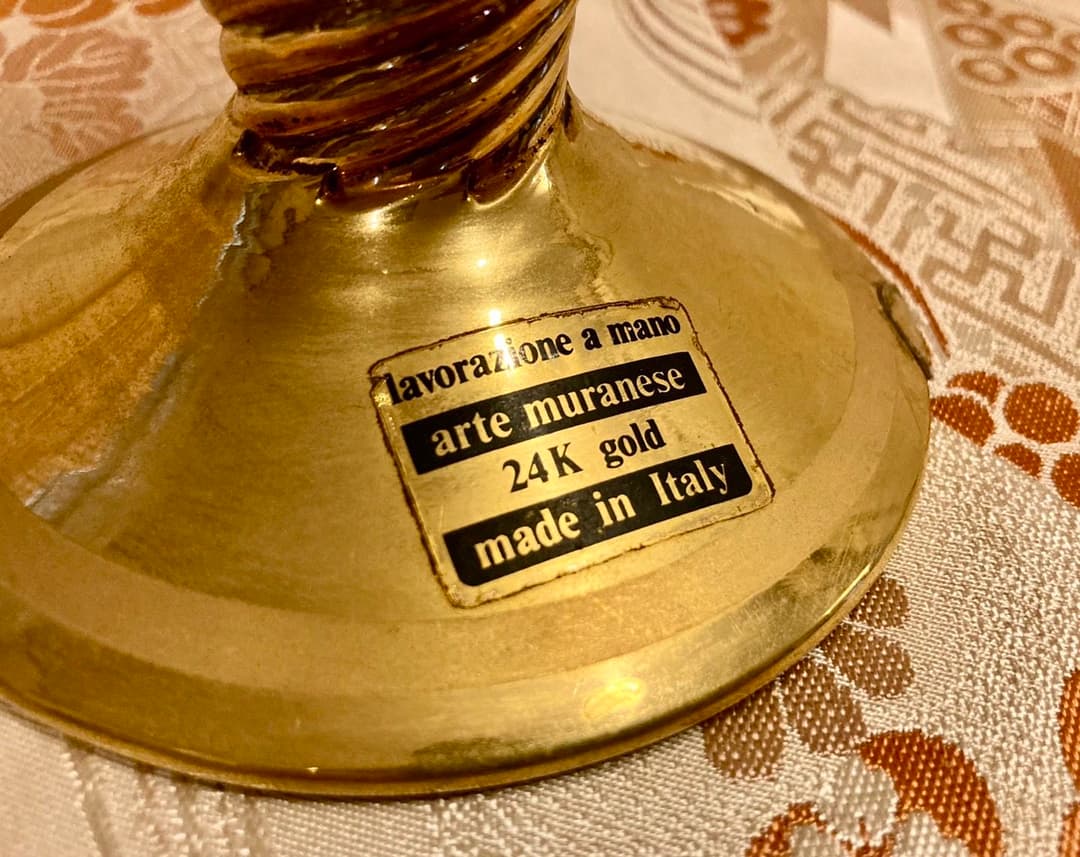 lavorazione a mano
arte muranese
24K gold
made in Italy